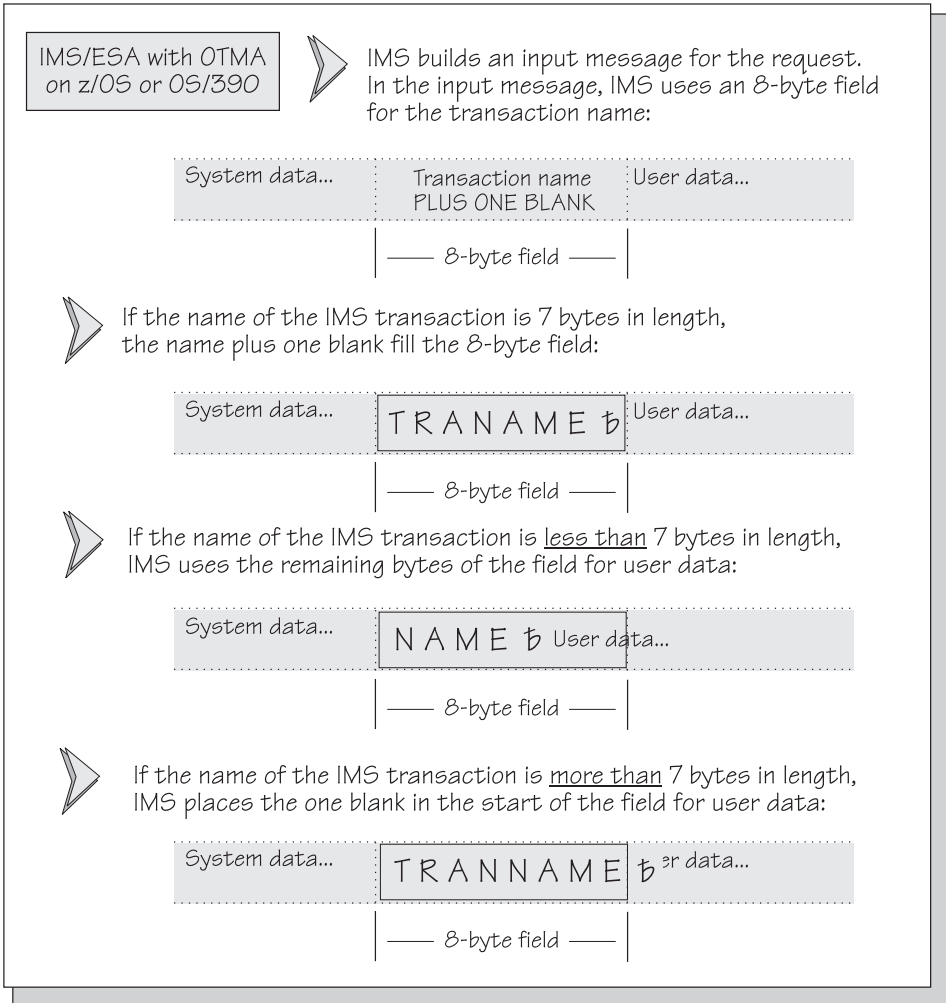 IMS/ESA with OTMA
on z/OS or OS/390
IMS builds an input message for the request.
In the input message, IMS uses an 8-byte field
for the transaction name:
System data...
Transaction name
PLUS ONE BLANK
User data...
8-byte field
If the name of the IMS transaction is 7 bytes in length,
the name plus one blank fill the 8-byte field:
System data...
T R A N A M E ƀ
User data...
8-byte field
If the name of the IMS transaction is less than 7 bytes in length,
IMS uses the remaining bytes of the field for user data:
System data...
N A M E ƀ User data...
8-byte field
If the name of the IMS transaction is more than 7 bytes in length,
IMS places the one blank in the start of the field for user data:
System data...
T R A N N A M E ƀ er data...
8-byte field